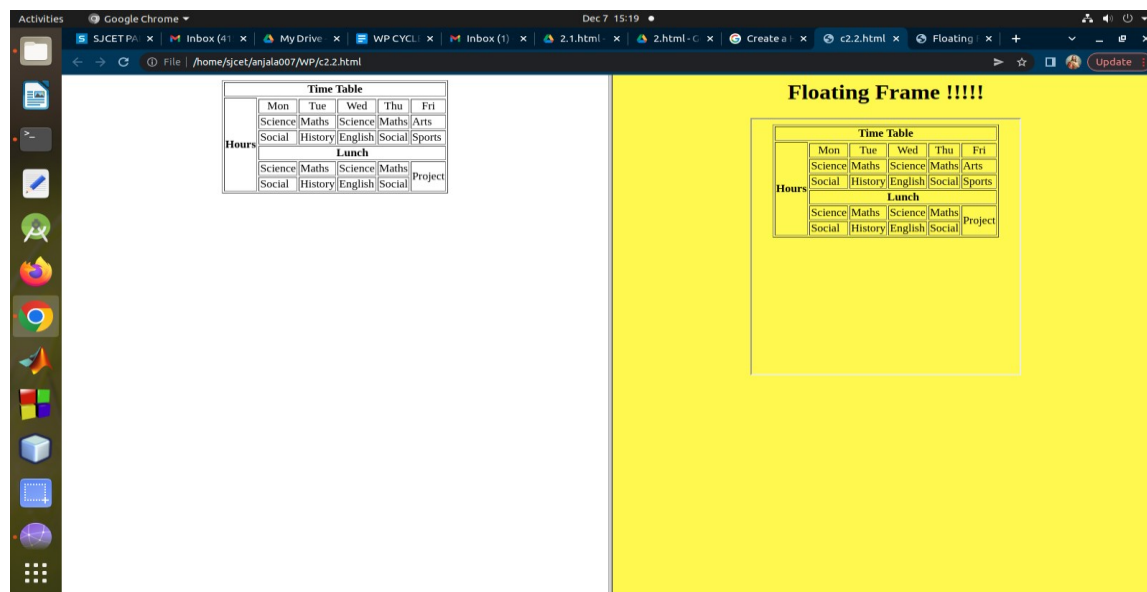 Activities Google Chrome Dec 7 15:19
SJCET PA Inbox (41 My Drive - WP CYCL Inbox (1) 2.1.html - 2.html - G Create a H c2.2.html Floating
File | /home/sjcet/anjala007/WP/c2.2.html Update
Time Table
Hours
Mon Tue Wed Thu Fri
Science Maths Science Maths Arts
Social History English Social Sports
Lunch
Science Maths Science Maths Project
Social History English Social
Floating Frame !!!!!
Time Table
Hours
Mon Tue Wed Thu Fri
Science Maths Science Maths Arts
Social History English Social Sports
Lunch
Science Maths Science Maths Project
Social History English Social